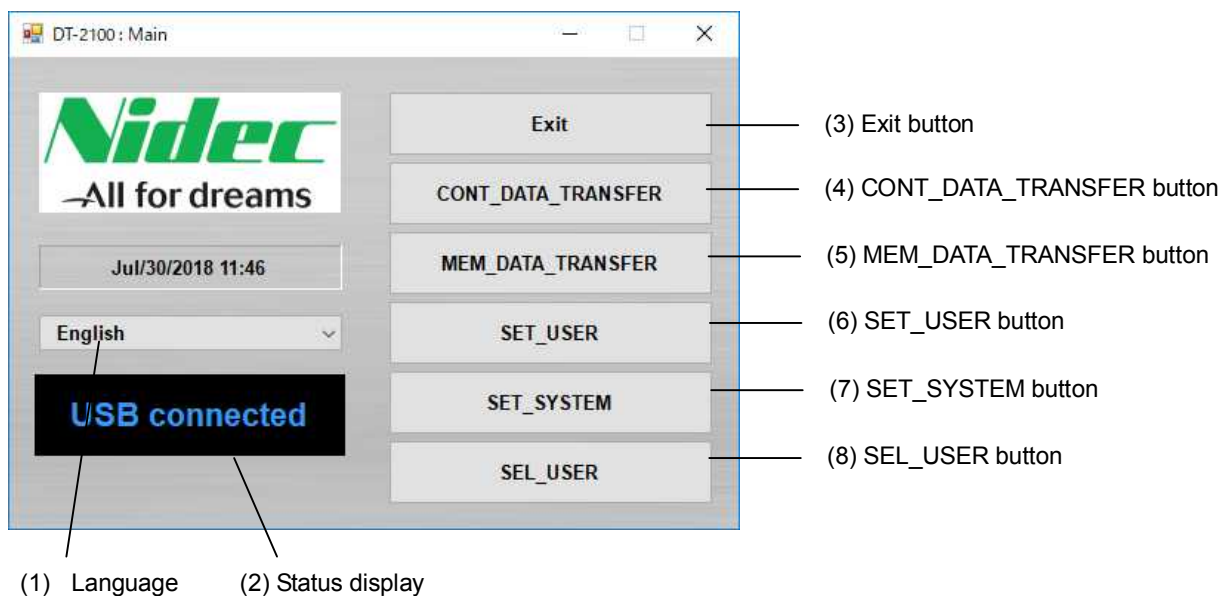 DT-2100 : Main
Nidec
All for dreams
Jul/30/2018 11:46
English
USB connected
Exit
CONT_DATA_TRANSFER
MEM_DATA_TRANSFER
SET_USER
SET_SYSTEM
SEL_USER
(3) Exit button
(4) CONT_DATA_TRANSFER button
(5) MEM_DATA_TRANSFER button
(6) SET_USER button
(7) SET_SYSTEM button
(8) SEL_USER button
(1) Language
(2) Status display